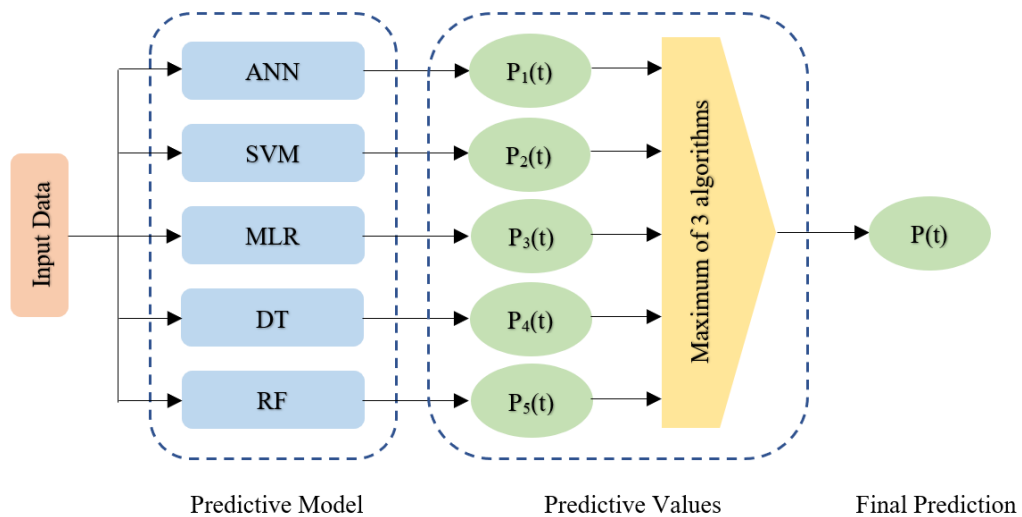 Input Data
ANN
SVM
MLR
DT
RF
P₁(t)
P₂(t)
P₃(t)
P₄(t)
P₅(t)
Maximum of 3 algorithms
P(t)
Predictive Model
Predictive Values
Final Prediction